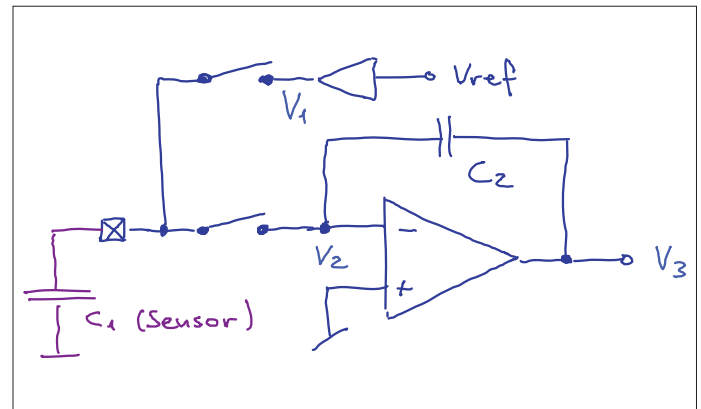 Vref
V1
C2
−
V2
+
V3
C1 (Sensor)